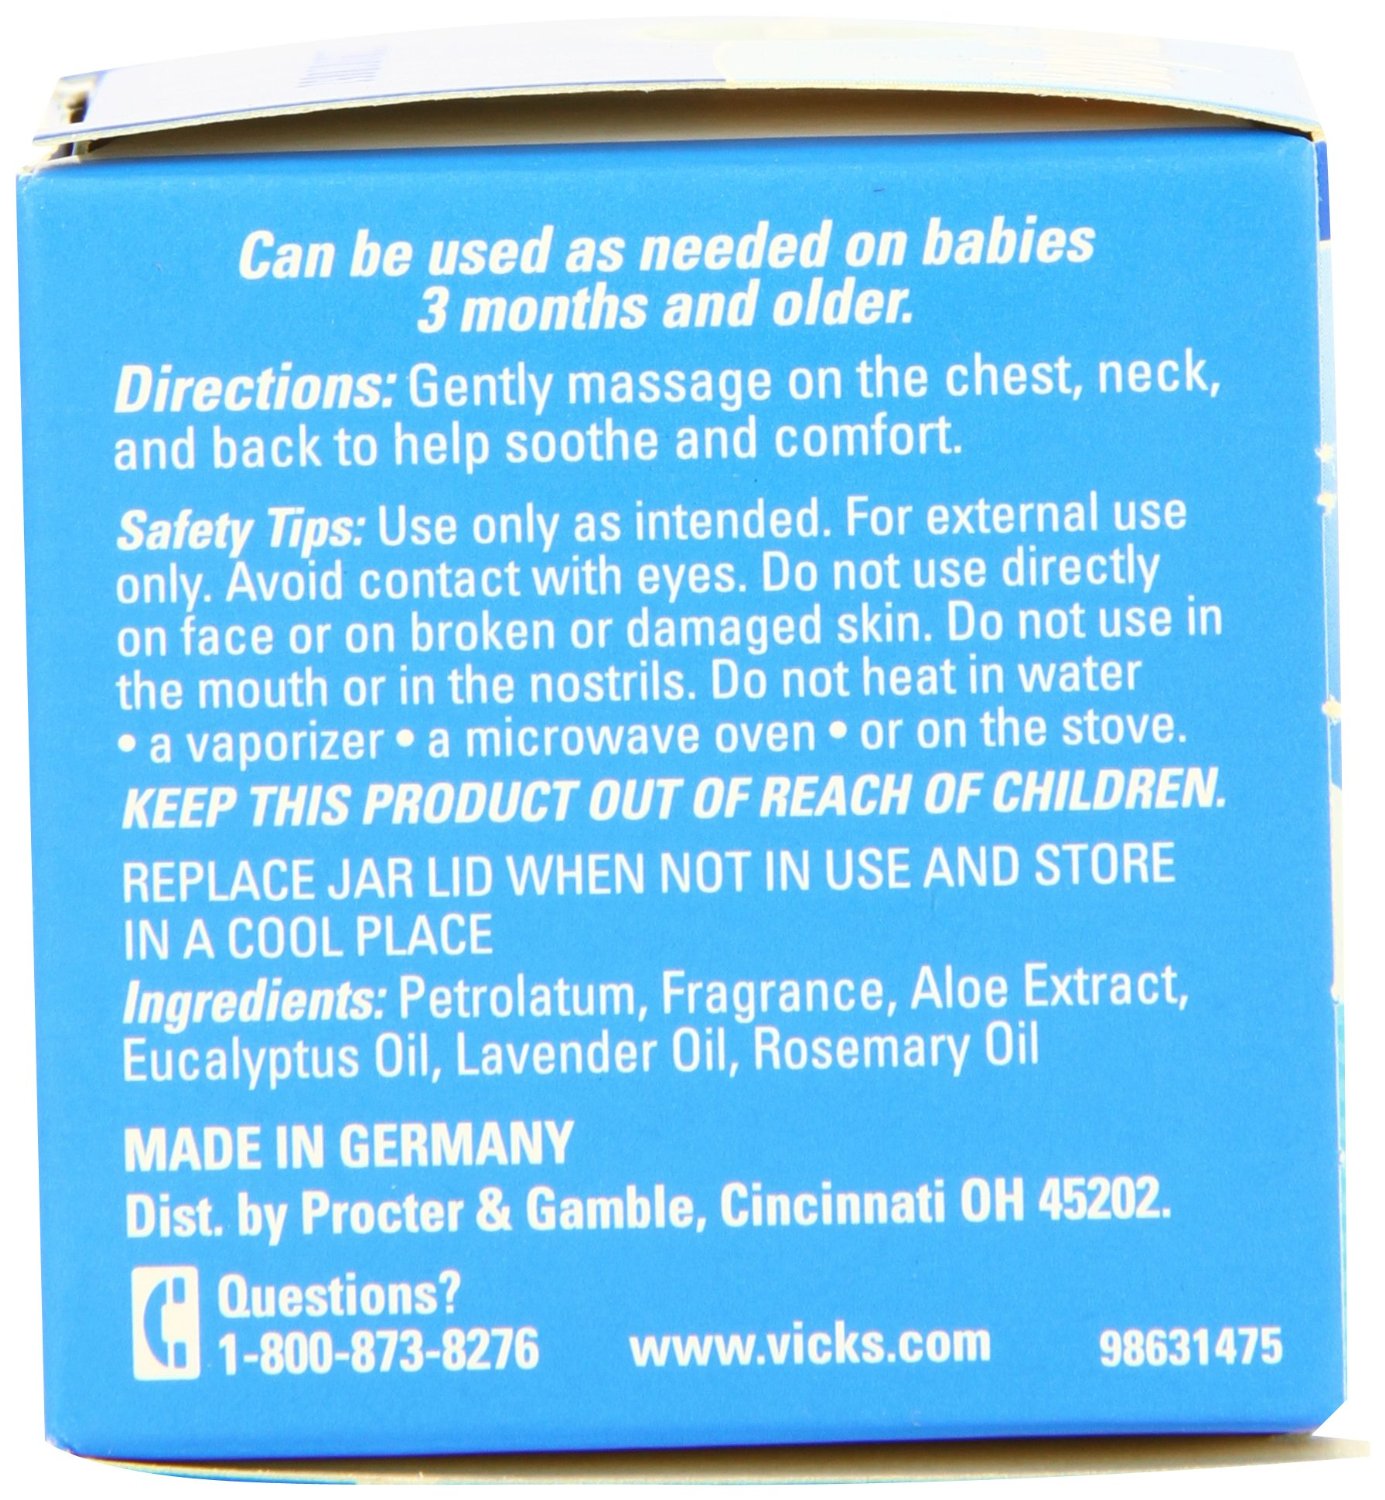 Can be used as needed on babies
3 months and older.
Directions: Gently massage on the chest, neck,
and back to help soothe and comfort.
Safety Tips: Use only as intended. For external use
only. Avoid contact with eyes. Do not use directly
on face or on broken or damaged skin. Do not use in
the mouth or in the nostrils. Do not heat in water
• a vaporizer • a microwave oven • or on the stove.
KEEP THIS PRODUCT OUT OF REACH OF CHILDREN.
REPLACE JAR LID WHEN NOT IN USE AND STORE
IN A COOL PLACE
Ingredients: Petrolatum, Fragrance, Aloe Extract,
Eucalyptus Oil, Lavender Oil, Rosemary Oil
MADE IN GERMANY
Dist. by Procter & Gamble, Cincinnati OH 45202.
Questions?
1-800-873-8276 www.vicks.com 98631475